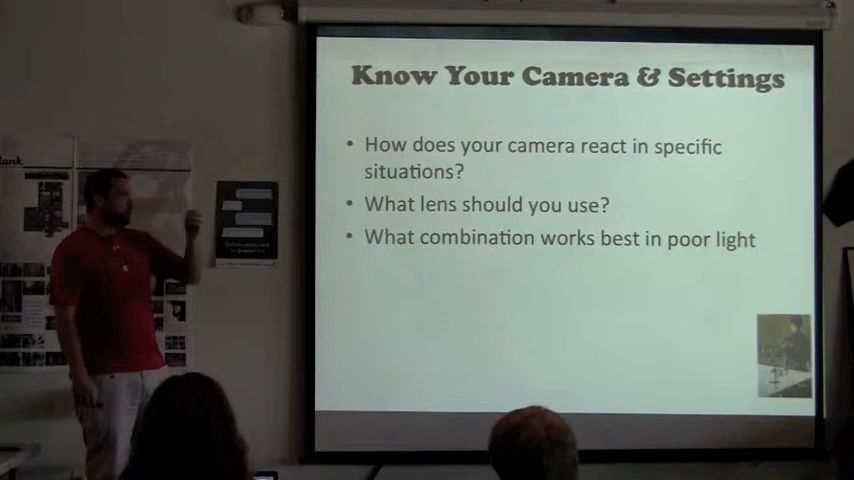 Know Your Camera & Settings
• How does your camera react in specific
situations?
• What lens should you use?
• What combination works best in poor light